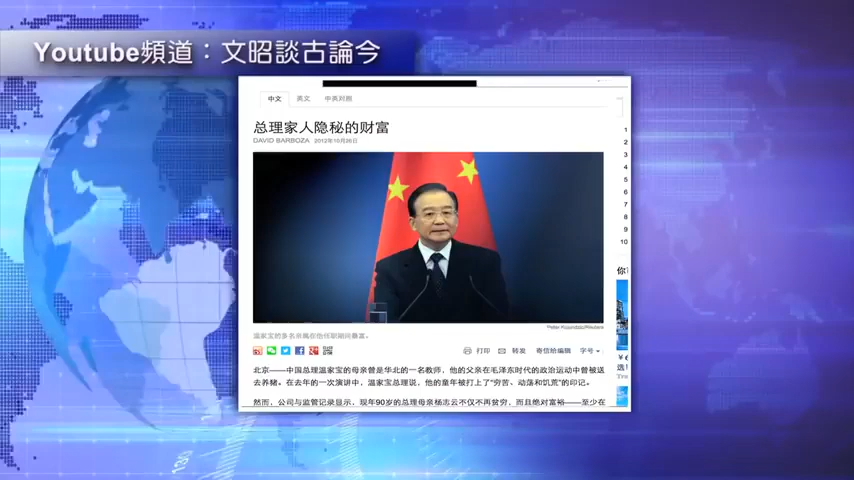 Youtube頻道：文昭談古論今
中文 英文 中英对照
总理家人隐秘的财富
DAVID BARBOZA 2012年10月26日
1
2
3
4
5
6
7
8
9
10
你
温家宝的多名亲属在他任职期间暴富。
打印 转发 寄信给编辑 字号
北京——中国总理温家宝的母亲曾是华北的一名教师，他的父亲在毛泽东时代的政治运动中曾被送
去养猪。在去年的一次演讲中，温家宝总理说，他的童年被打上了“穷苦、动荡和饥荒”的印记。
然而，公司与监管记录显示，现年90岁的总理母亲杨志云不仅不再贫穷，而且绝对富裕——至少在